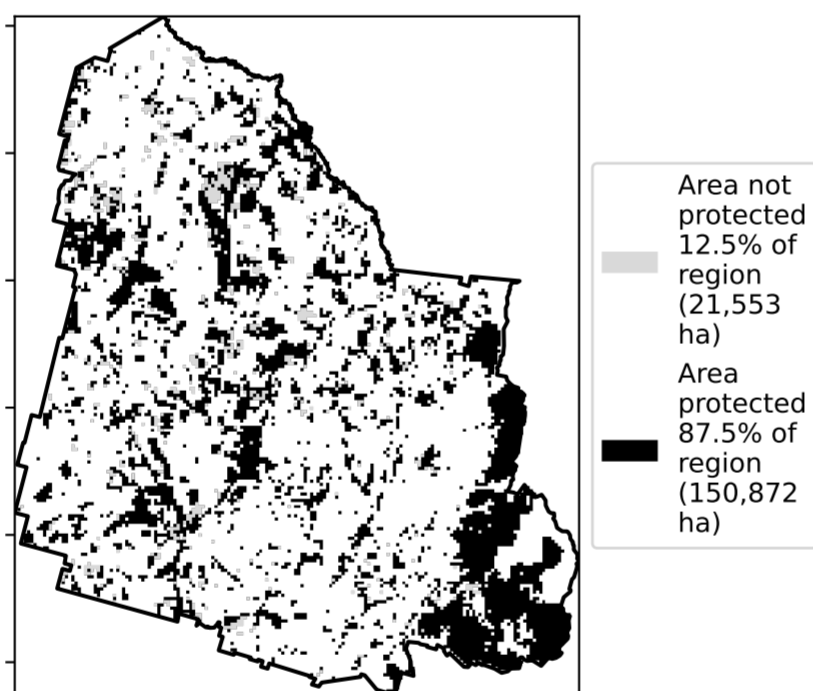 Area not
protected
12.5% of
region
(21,553
ha)
Area
protected
87.5% of
region
(150,872
ha)